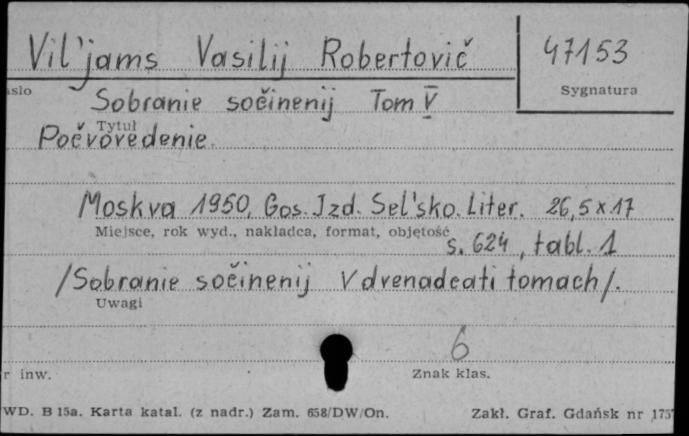 Vil'jams Vasilij Robertovič 47153
asło Sygnatura
Sobranie sočinenij Tom V
Tytuł
Počvovedenie.
Moskva 1950, Gos. Izd. Sel'sko. Liter. 26,5 x 17
Miejsce, rok wyd., nakładca, format, objętość
s. 624, tabl. 1
/Sobranie sočinenij V dvenadcati tomach/.
Uwagi
6
r inw. Znak klas.
WD. B 15a. Karta katal. (z nadr.) Zam. 658/DW/On. Zakł. Graf. Gdańsk nr 175